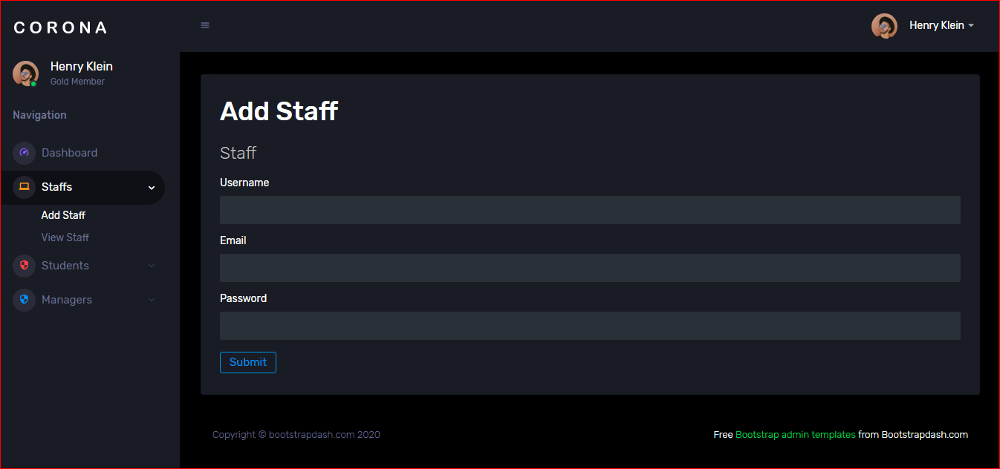 CORONA
Henry Klein
Henry Klein
Gold Member
Navigation
Dashboard
Staffs
Add Staff
View Staff
Students
Managers
Add Staff
Staff
Username
Email
Password
Submit
Copyright © bootstrapdash.com 2020
Free Bootstrap admin templates from Bootstrapdash.com